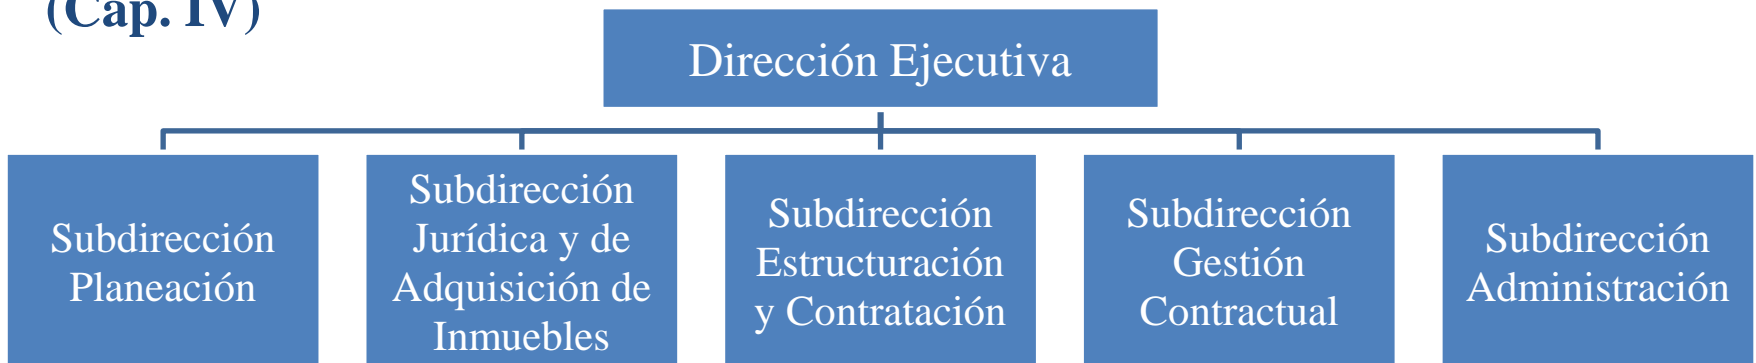 (Cap. IV)
Dirección Ejecutiva
Subdirección
Planeación
Subdirección
Jurídica y de
Adquisición de
Inmuebles
Subdirección
Estructuración
y Contratación
Subdirección
Gestión
Contractual
Subdirección
Administración